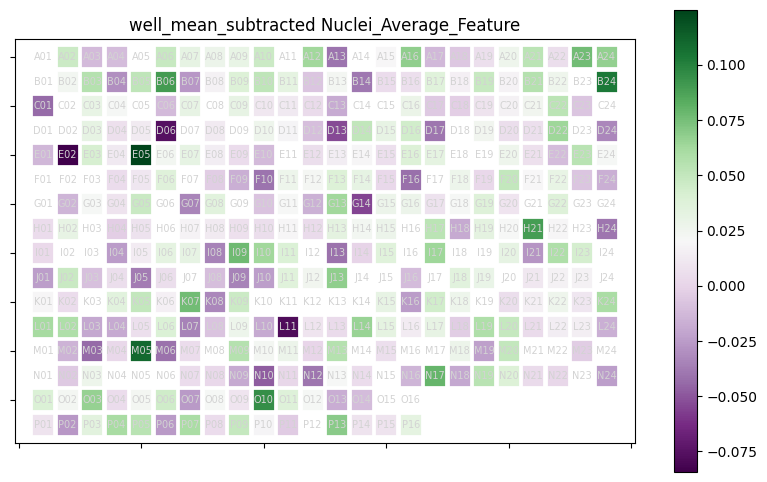 well_mean_subtracted Nuclei_Average_Feature
A01 A02 A03 A04 A05 A06 A07 A08 A09 A10 A11 A12 A13 A14 A15 A16 A17 A19 A20 A22 A23 A24
B01 B02 B03 B04 B05 B06 B07 B08 B09 B10 B11 B13 B14 B15 B16 B17 B18 B19 B20 B21 B22 B23 B24
C01 C02 C03 C04 C05 C06 C07 C08 C09 C10 C11 C12 C13 C14 C15 C16 C18 C19 C20 C21 C24
D01 D02 D03 D04 D05 D06 D07 D08 D09 D10 D11 D12 D13 D14 D15 D16 D17 D18 D19 D20 D21 D22 D23 D24
E01 E02 E03 E04 E05 E06 E07 E08 E09 E10 E11 E12 E13 E14 E15 E16 E17 E18 E19 E20 E21 E22 E24
F01 F02 F03 F04 F05 F06 F07 F08 F09 F10 F11 F12 F13 F14 F15 F16 F17 F18 F19 F20 F21 F22 F24
G01 G02 G03 G04 G05 G06 G07 G08 G09 G10 G11 G12 G13 G14 G15 G16 G17 G18 G19 G20 G21 G22 G23 G24
H01 H02 H03 H04 H05 H06 H07 H08 H09 H10 H11 H12 H13 H14 H15 H16 H17 H18 H19 H20 H21 H22 H23 H24
I01 I02 I03 I04 I05 I06 I07 I08 I09 I10 I11 I12 I13 I14 I15 I16 I17 I18 I19 I20 I21 I22 I23 I24
J01 J02 J03 J04 J05 J06 J07 J08 J09 J10 J11 J12 J13 J14 J15 J16 J17 J18 J19 J20 J21 J22 J23 J24
K01 K02 K03 K04 K05 K06 K07 K08 K09 K10 K11 K12 K13 K14 K15 K16 K17 K18 K19 K20 K21 K22 K23 K24
L01 L02 L03 L04 L05 L06 L07 L08 L09 L10 L11 L12 L13 L14 L15 L16 L17 L18 L19 L20 L21 L22 L23 L24
M01 M02 M03 M04 M05 M06 M07 M08 M09 M10 M11 M12 M13 M14 M15 M16 M17 M18 M19 M20 M21 M22 M24
N01 N03 N04 N05 N06 N07 N08 N09 N10 N11 N12 N13 N14 N15 N16 N17 N18 N19 N20 N21 N22 N23 N24
O01 O02 O03 O04 O05 O06 O07 O08 O09 O10 O11 O12 O13 O14 O15 O16
P01 P02 P03 P04 P05 P06 P07 P08 P09 P10 P12 P13 P14 P15 P16
0.100
0.075
0.050
0.025
0.000
−0.025
−0.050
−0.075